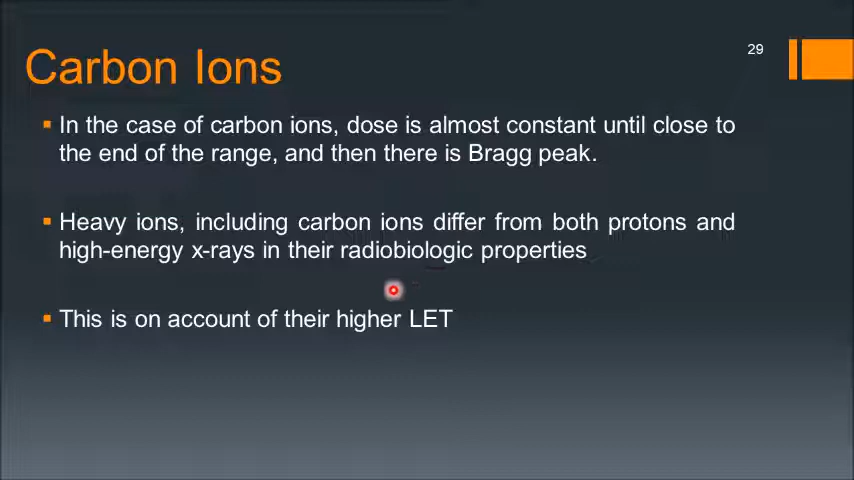 29
Carbon Ions
In the case of carbon ions, dose is almost constant until close to
the end of the range, and then there is Bragg peak.
Heavy ions, including carbon ions differ from both protons and
high-energy x-rays in their radiobiologic properties
This is on account of their higher LET